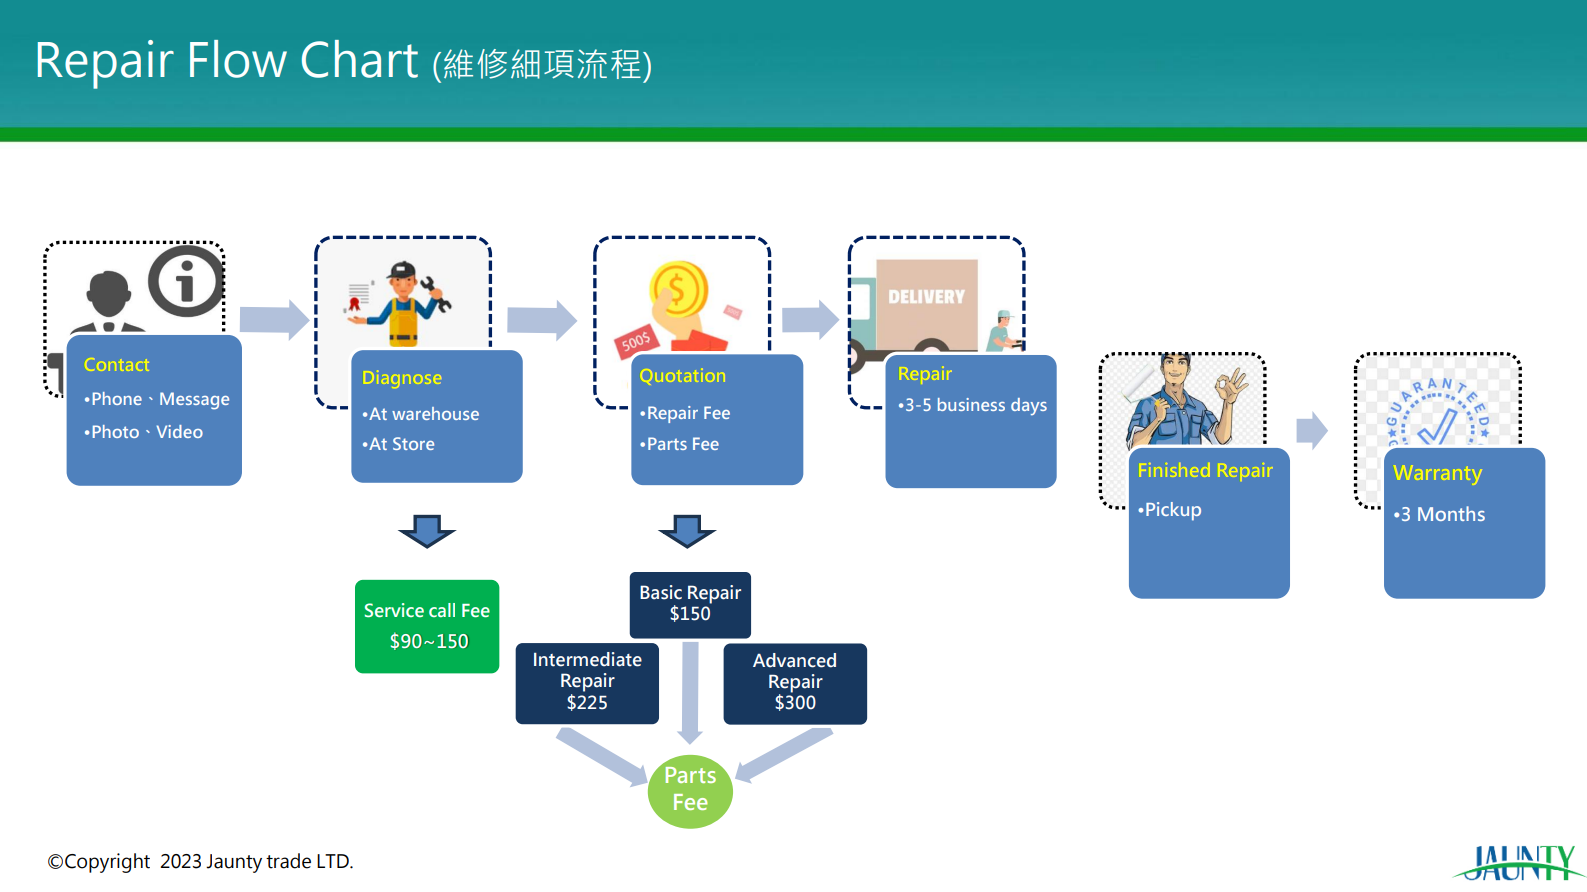 Repair Flow Chart (維修細項流程)
Contact
•Phone、Message
•Photo、Video
Diagnose
•At warehouse
•At Store
500$
$
Quotation
•Repair Fee
•Parts Fee
DELIVERY
Repair
•3-5 business days
Finished Repair
•Pickup
GUARANTEED
Warranty
•3 Months
Service call Fee
$90~150
Basic Repair
$150
Intermediate
Repair
$225
Advanced
Repair
$300
Parts
Fee
©Copyright  2023 Jaunty trade LTD.
JAUNTY